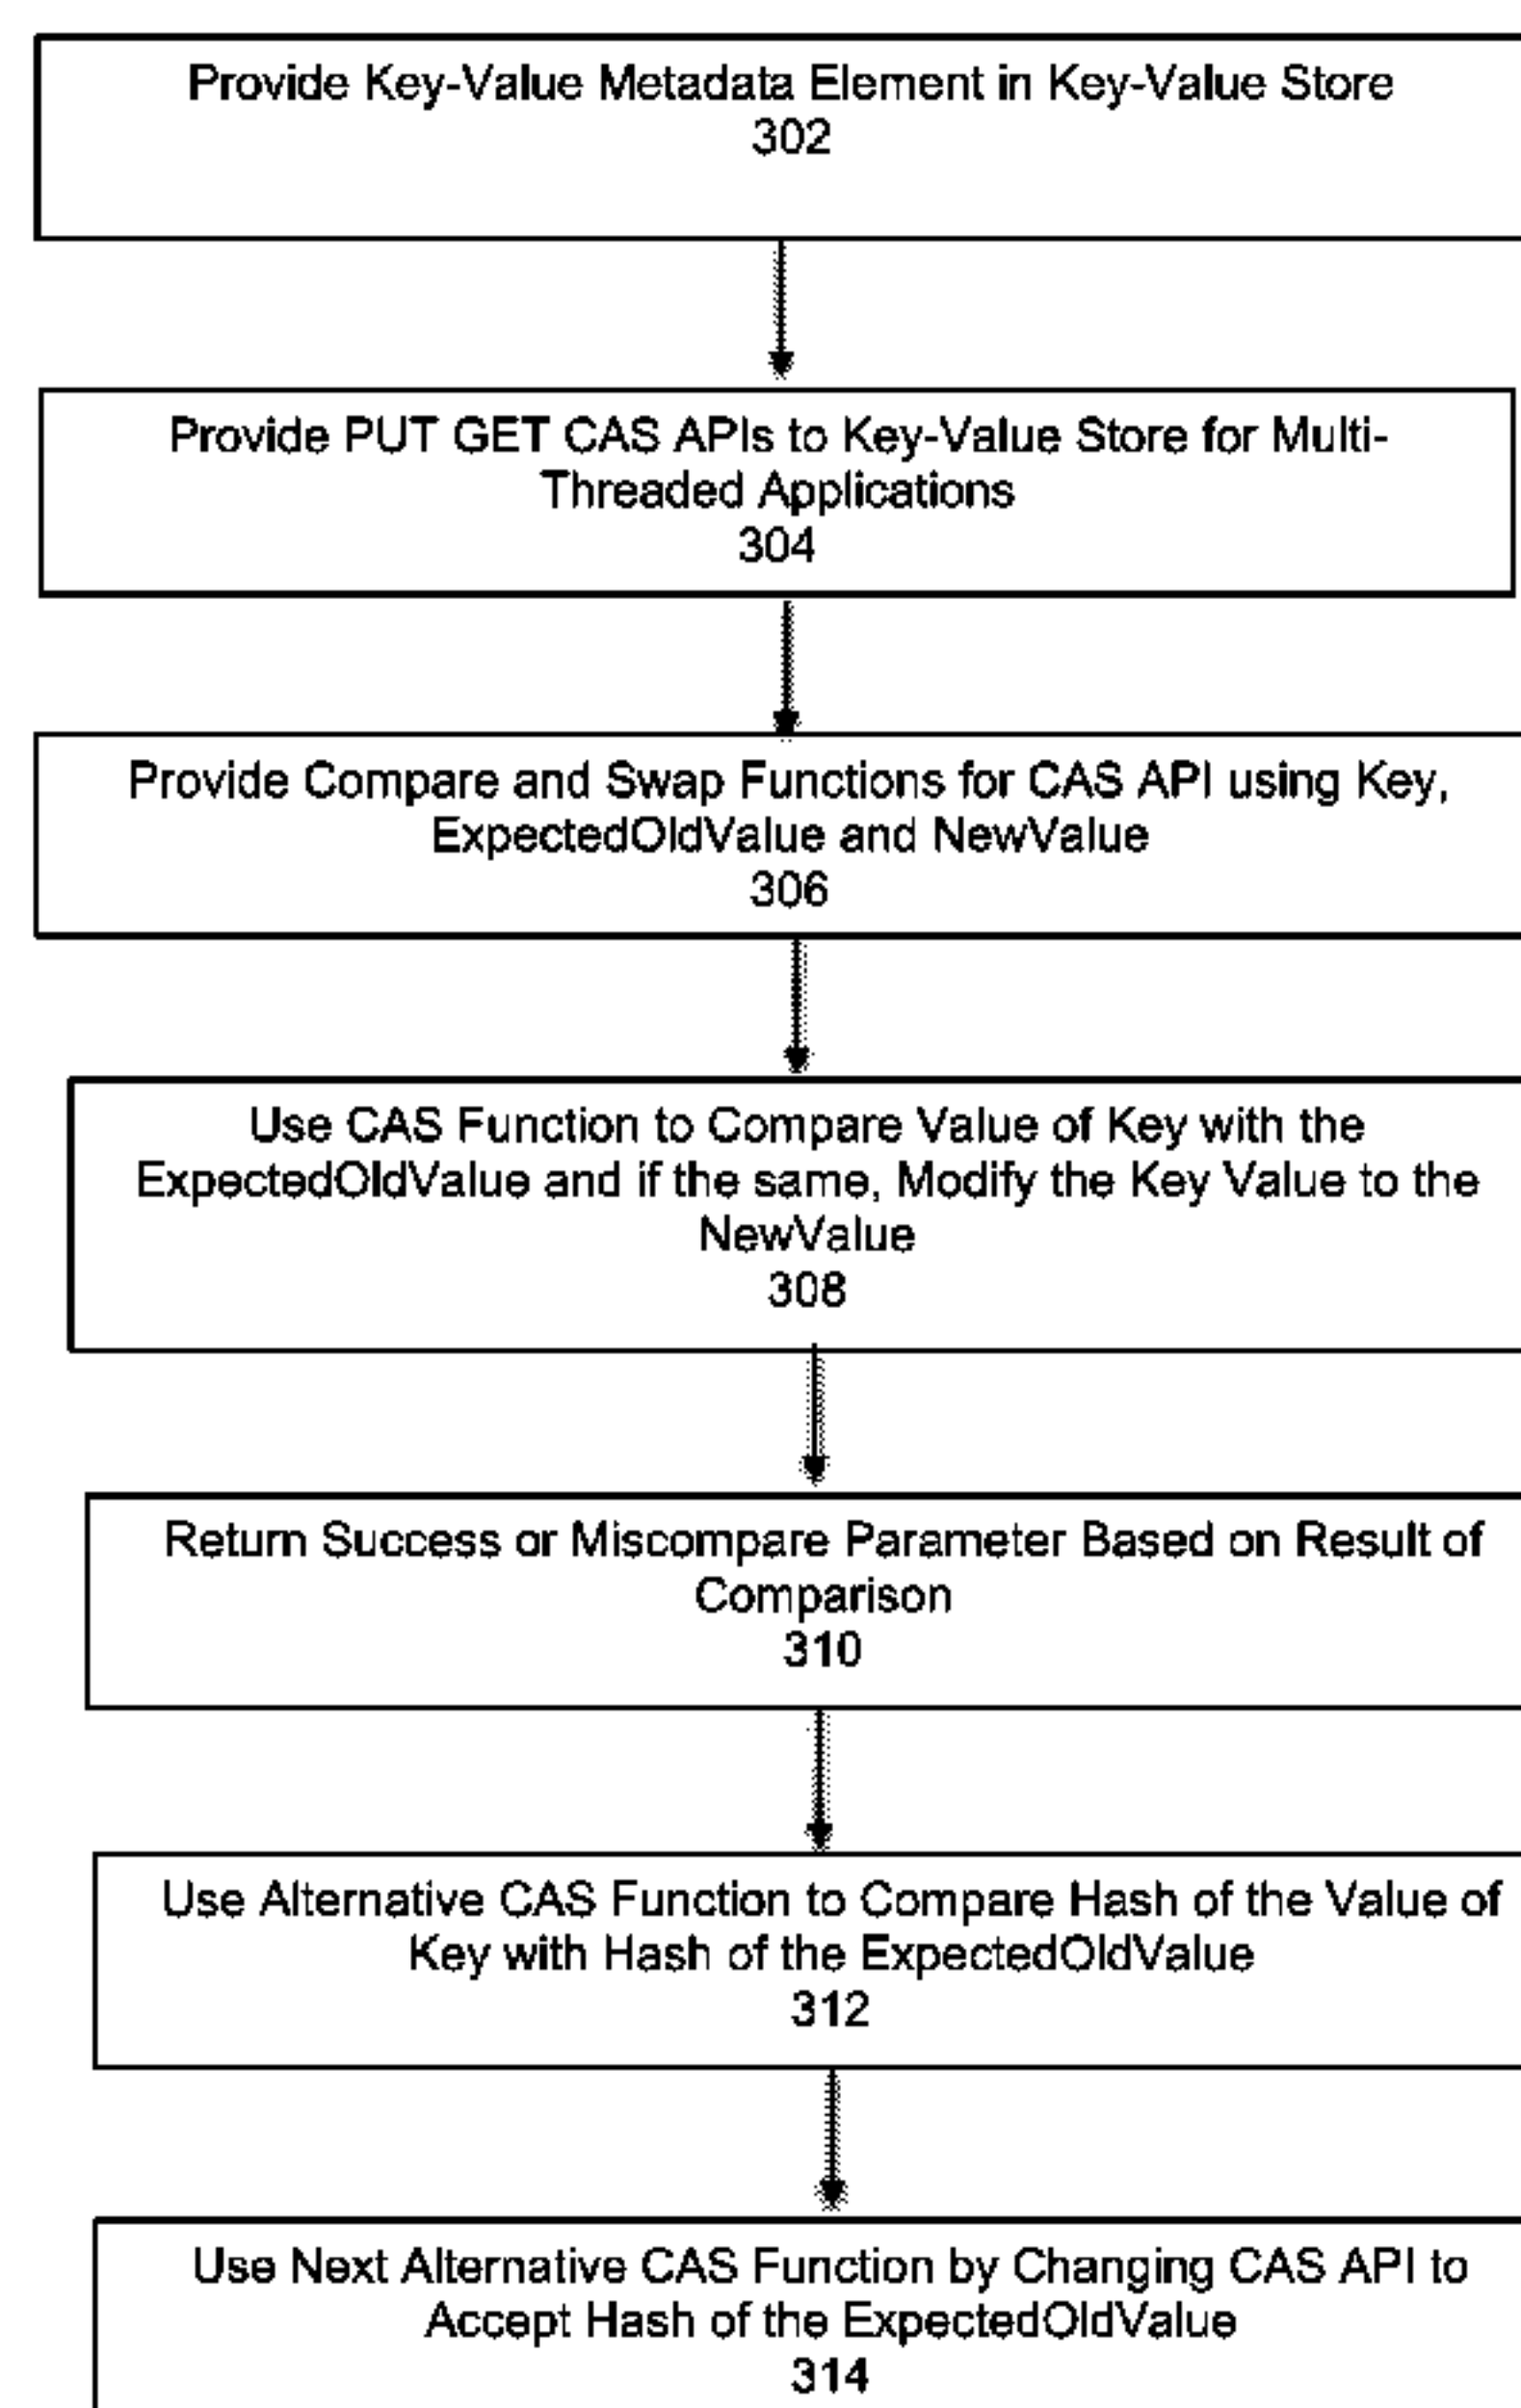 Provide Key-Value Metadata Element in Key-Value Store
302
Provide PUT GET CAS APIs to Key-Value Store for Multi-
Threaded Applications
304
Provide Compare and Swap Functions for CAS API using Key,
ExpectedOldValue and NewValue
306
Use CAS Function to Compare Value of Key with the
ExpectedOldValue and if the same, Modify the Key Value to the
NewValue
308
Return Success or Miscompare Parameter Based on Result of
Comparison
310
Use Alternative CAS Function to Compare Hash of the Value of
Key with Hash of the ExpectedOldValue
312
Use Next Alternative CAS Function by Changing CAS API to
Accept Hash of the ExpectedOldValue
314